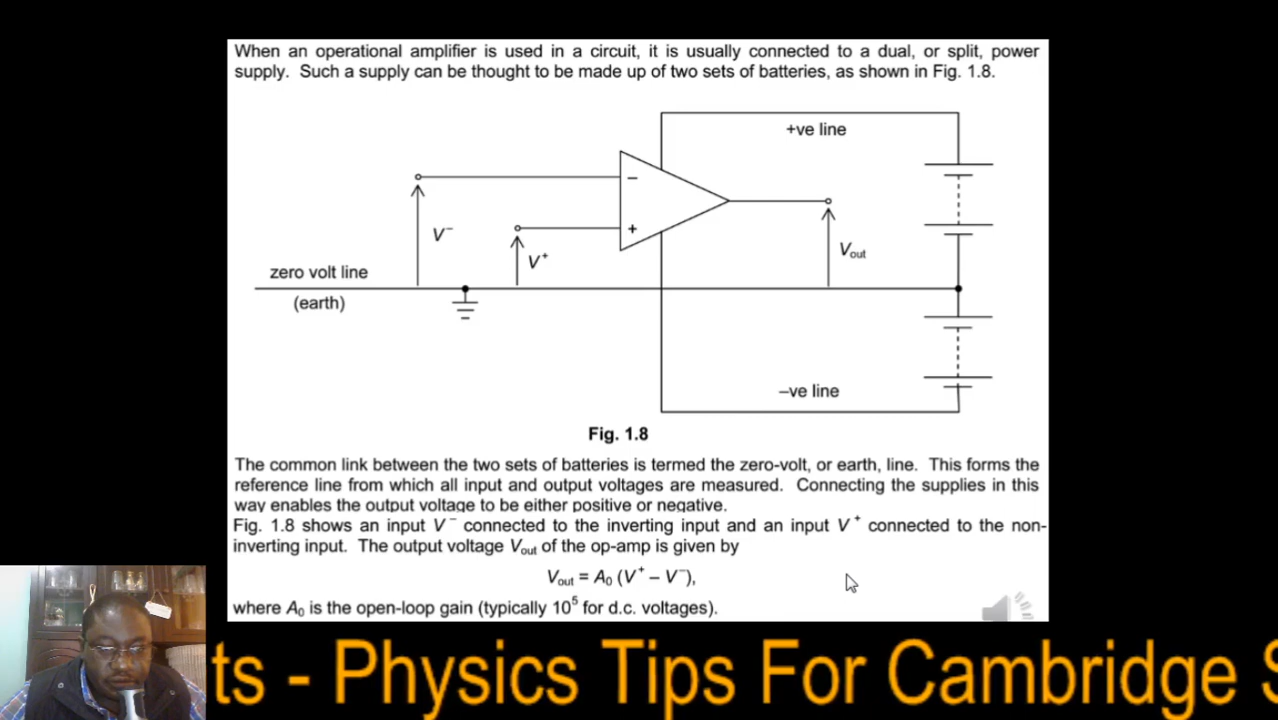 When an operational amplifier is used in a circuit, it is usually connected to a dual, or split, power
supply. Such a supply can be thought to be made up of two sets of batteries, as shown in Fig. 1.8.
+ve line
−
V⁻
+
V⁺
Vout
zero volt line
(earth)
–ve line
Fig. 1.8
The common link between the two sets of batteries is termed the zero-volt, or earth, line. This forms the
reference line from which all input and output voltages are measured. Connecting the supplies in this
way enables the output voltage to be either positive or negative.
Fig. 1.8 shows an input V⁻ connected to the inverting input and an input V⁺ connected to the non-
inverting input. The output voltage Vout of the op-amp is given by
Vout = A₀ (V⁺ – V⁻),
where A₀ is the open-loop gain (typically 10⁵ for d.c. voltages).
ts - Physics Tips For Cambridge S